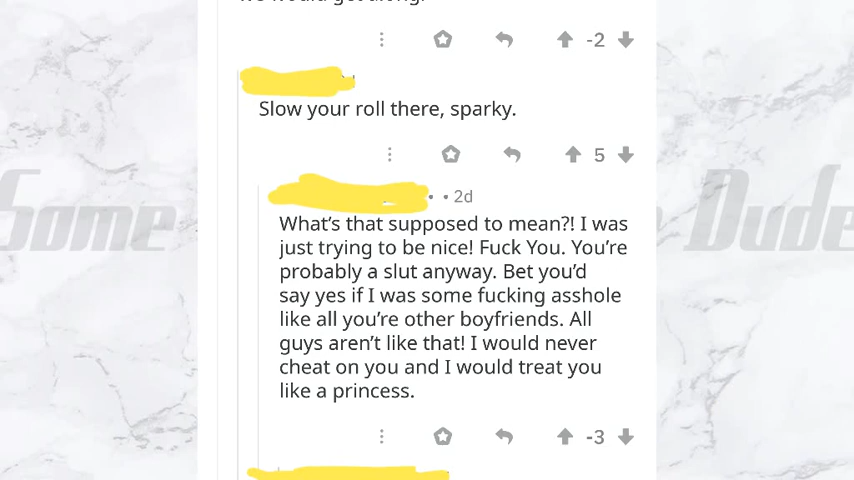 -2
Slow your roll there, sparky.
5
• • 2d
What's that supposed to mean?! I was
just trying to be nice! Fuck You. You're
probably a slut anyway. Bet you'd
say yes if I was some fucking asshole
like all you're other boyfriends. All
guys aren't like that! I would never
cheat on you and I would treat you
like a princess.
-3
Some
Dude